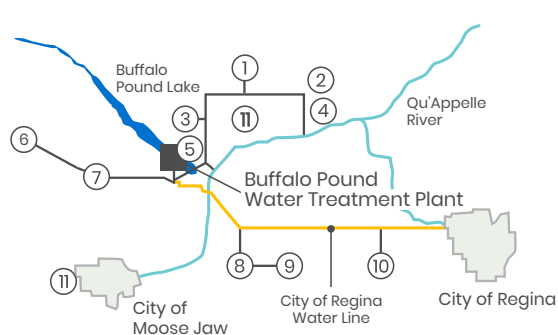 1
2
Buffalo
Pound Lake
3
11
4
Qu'Appelle
River
6
5
7
Buffalo Pound
Water Treatment Plant
8
9
10
11
City of
Moose Jaw
City of Regina
Water Line
City of Regina